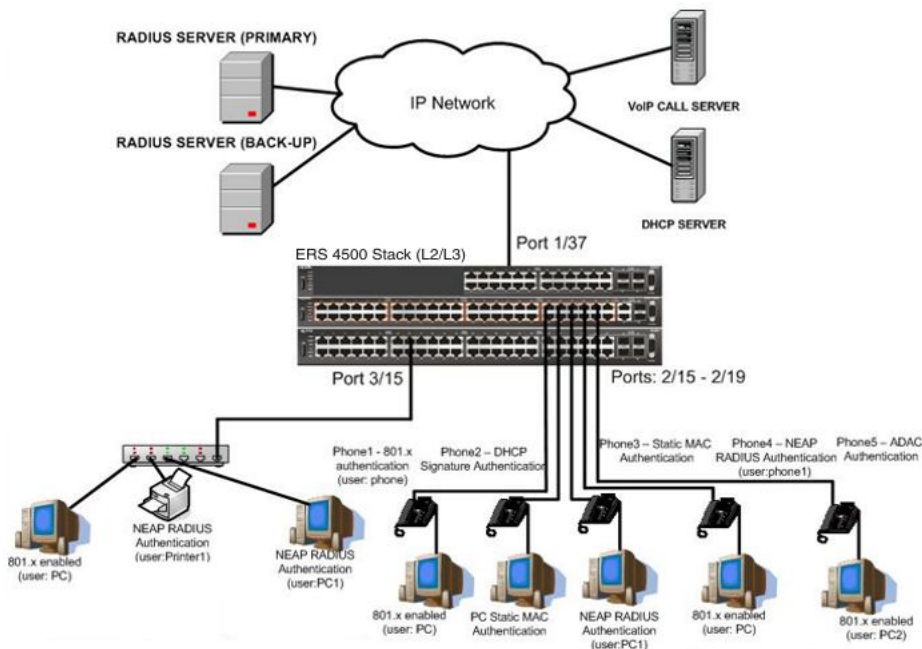 RADIUS SERVER (PRIMARY)
IP Network
VoIP CALL SERVER
RADIUS SERVER (BACK-UP)
DHCP SERVER
Port 1/37
ERS 4500 Stack (L2/L3)
Port 3/15
Ports: 2/15 - 2/19
Phone1 - 801.x
authentication
(user: phone)
Phone2 – DHCP
Signature Authentication
Phone3 – Static MAC
Authentication
Phone4 – NEAP
RADIUS Authentication
(user:phone1)
Phone5 – ADAC
Authentication
801.x enabled
(user: PC)
NEAP RADIUS
Authentication
(user:Printer1)
NEAP RADIUS
Authentication
(user:PC1)
801.x enabled
(user: PC)
PC Static MAC
Authentication
NEAP RADIUS
Authentication
(user:PC1)
801.x enabled
(user: PC)
801.x enabled
(user: PC2)